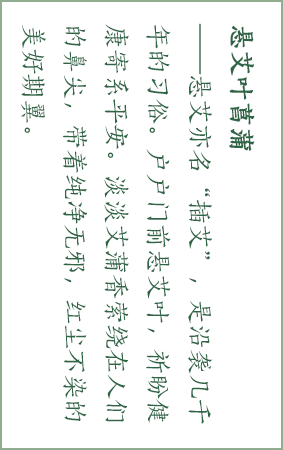 悬艾叶菖蒲
——悬艾亦名“插艾”，是沿袭几千
年的习俗。户户门前悬艾叶，祈盼健
康寄系平安。淡淡艾蒲香萦绕在人们
的鼻尖，带着纯净无邪，红尘不染的
美好期翼。